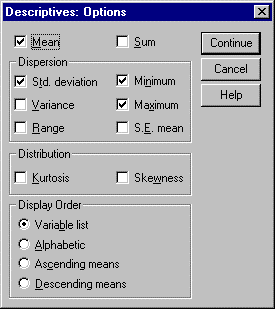 Descriptives: Options
Mean Sum Continue
Dispersion Cancel
Std. deviation Minimum
Variance Maximum Help
Range S.E. mean
Distribution
Kurtosis Skewness
Display Order
Variable list
Alphabetic
Ascending means
Descending means